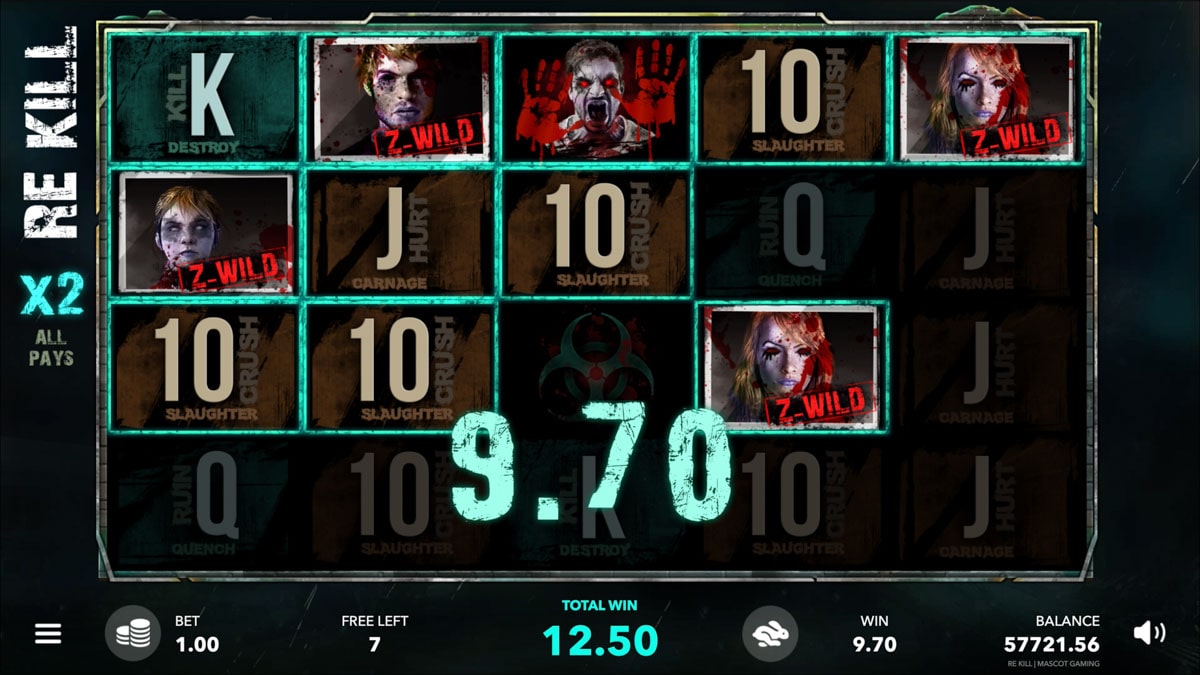 RE KILL
X2
ALL
PAYS
KILL
K
DESTROY
Z-WILD
10
CRUSH
SLAUGHTER
Z-WILD
Z-WILD
J
HURT
CARNAGE
10
CRUSH
SLAUGHTER
RUIN
Q
QUENCH
J
HURT
CARNAGE
10
CRUSH
SLAUGHTER
10
CRUSH
SLAUGHTER
Z-WILD
J
HURT
CARNAGE
9.70
RUIN
Q
QUENCH
10
CRUSH
SLAUGHTER
KILL
K
DESTROY
10
CRUSH
SLAUGHTER
J
HURT
CARNAGE
BET
1.00
FREE LEFT
7
TOTAL WIN
12.50
WIN
9.70
BALANCE
57721.56
RE KILL | MASCOT GAMING